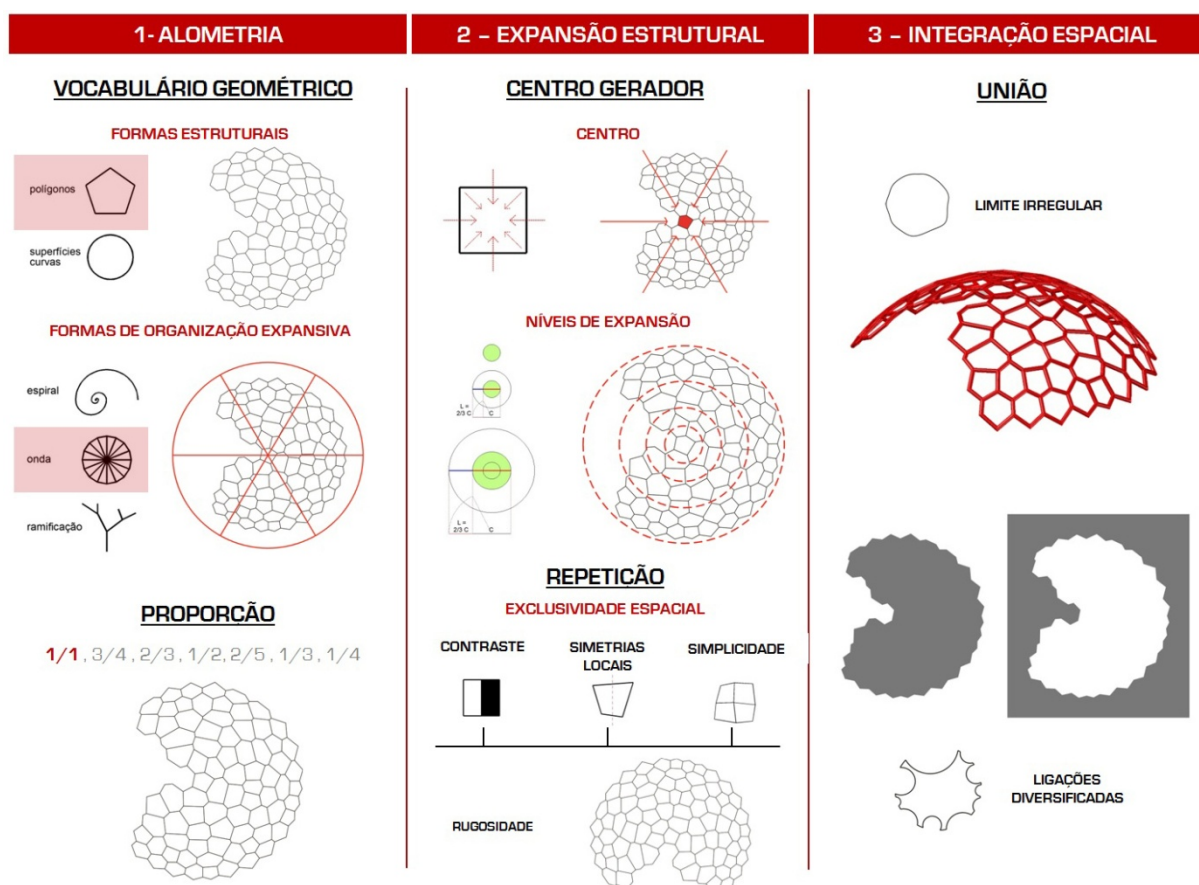 1- ALOMETRIA
VOCABULÁRIO GEOMÉTRICO
FORMAS ESTRUTURAIS
polígonos
superfícies
curvas
FORMAS DE ORGANIZAÇÃO EXPANSIVA
espiral
onda
ramificação
PROPORÇÃO
1/1, 3/4, 2/3, 1/2, 2/5, 1/3, 1/4
2 – EXPANSÃO ESTRUTURAL
CENTRO GERADOR
CENTRO
NÍVEIS DE EXPANSÃO
L =
2/3 C
C
L =
2/3 C
C
REPETIÇÃO
EXCLUSIVIDADE ESPACIAL
CONTRASTE
SIMETRIAS
LOCAIS
SIMPLICIDADE
RUGOSIDADE
3 – INTEGRAÇÃO ESPACIAL
UNIÃO
LIMITE IRREGULAR
LIGAÇÕES
DIVERSIFICADAS